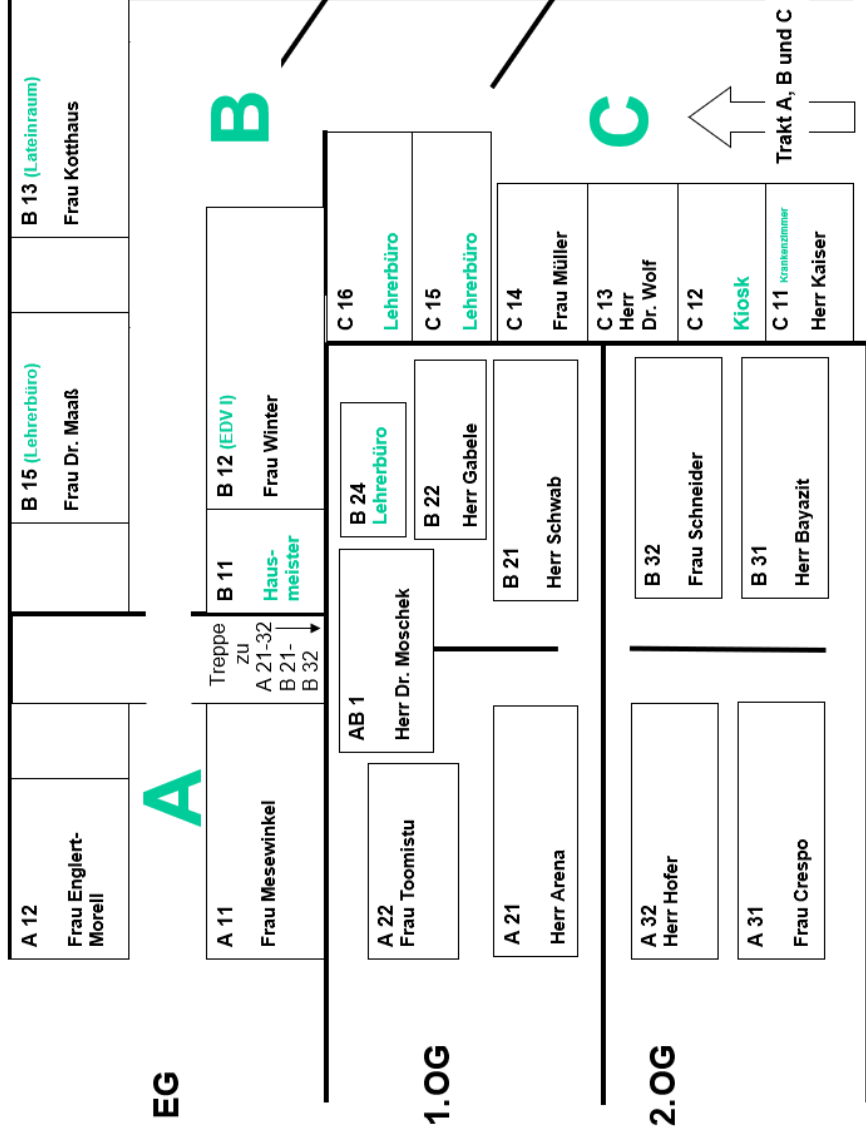 A 12
Frau Englert-
Morell
B 15 (Lehrerbüro)
Frau Dr. Maaß
B 13 (Lateinraum)
Frau Kotthaus
EG
A
B
A 11
Frau Mesewinkel
Treppe
zu
A 21-32
B 21-
B 32
B 11
Haus-
meister
B 12 (EDV I)
Frau Winter
1.OG
A 22
Frau Toomistu
AB 1
Herr Dr. Moschek
B 24
Lehrerbüro
B 22
Herr Gabele
A 21
Herr Arena
B 21
Herr Schwab
C 16
Lehrerbüro
C 15
Lehrerbüro
C 14
Frau Müller
C 13
Herr
Dr. Wolf
C 12
Kiosk
C 11 Krankenzimmer
Herr Kaiser
C
Trakt A, B und C
2.OG
A 32
Herr Hofer
B 32
Frau Schneider
A 31
Frau Crespo
B 31
Herr Bayazit